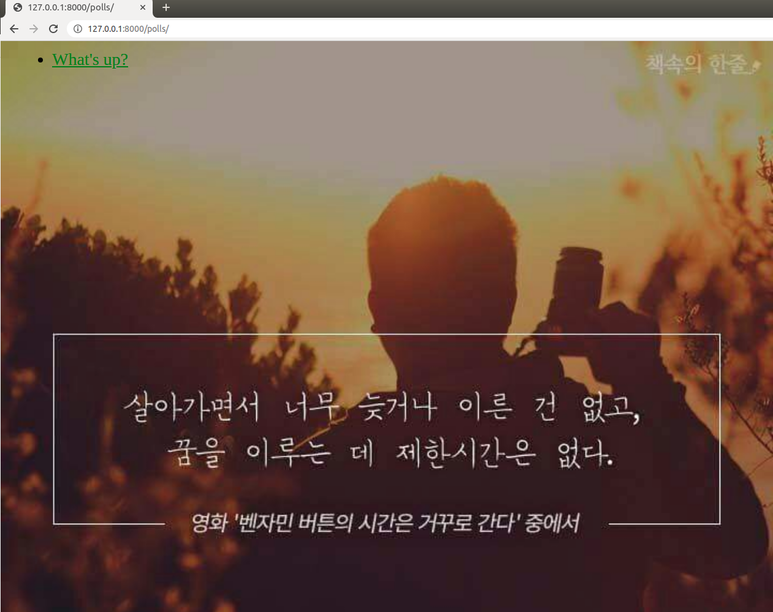 127.0.0.1:8000/polls/
127.0.0.1:8000/polls/
What's up?
책속의 한줄
살아가면서 너무 늦거나 이른 건 없고,
꿈을 이루는 데 제한시간은 없다.
영화 '벤자민 버튼의 시간은 거꾸로 간다' 중에서